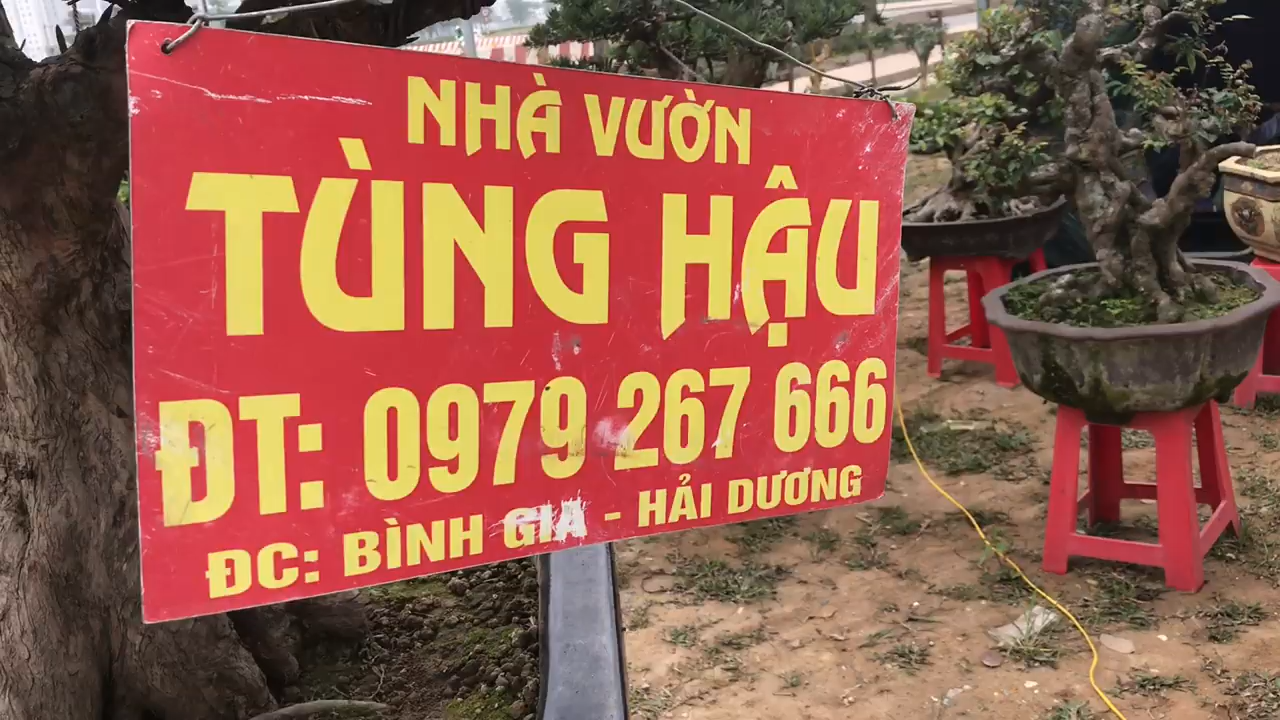 NHÀ VƯỜN
TÙNG HẬU
ĐT: 0979 267 666
ĐC: BÌNH GIA - HẢI DƯƠNG